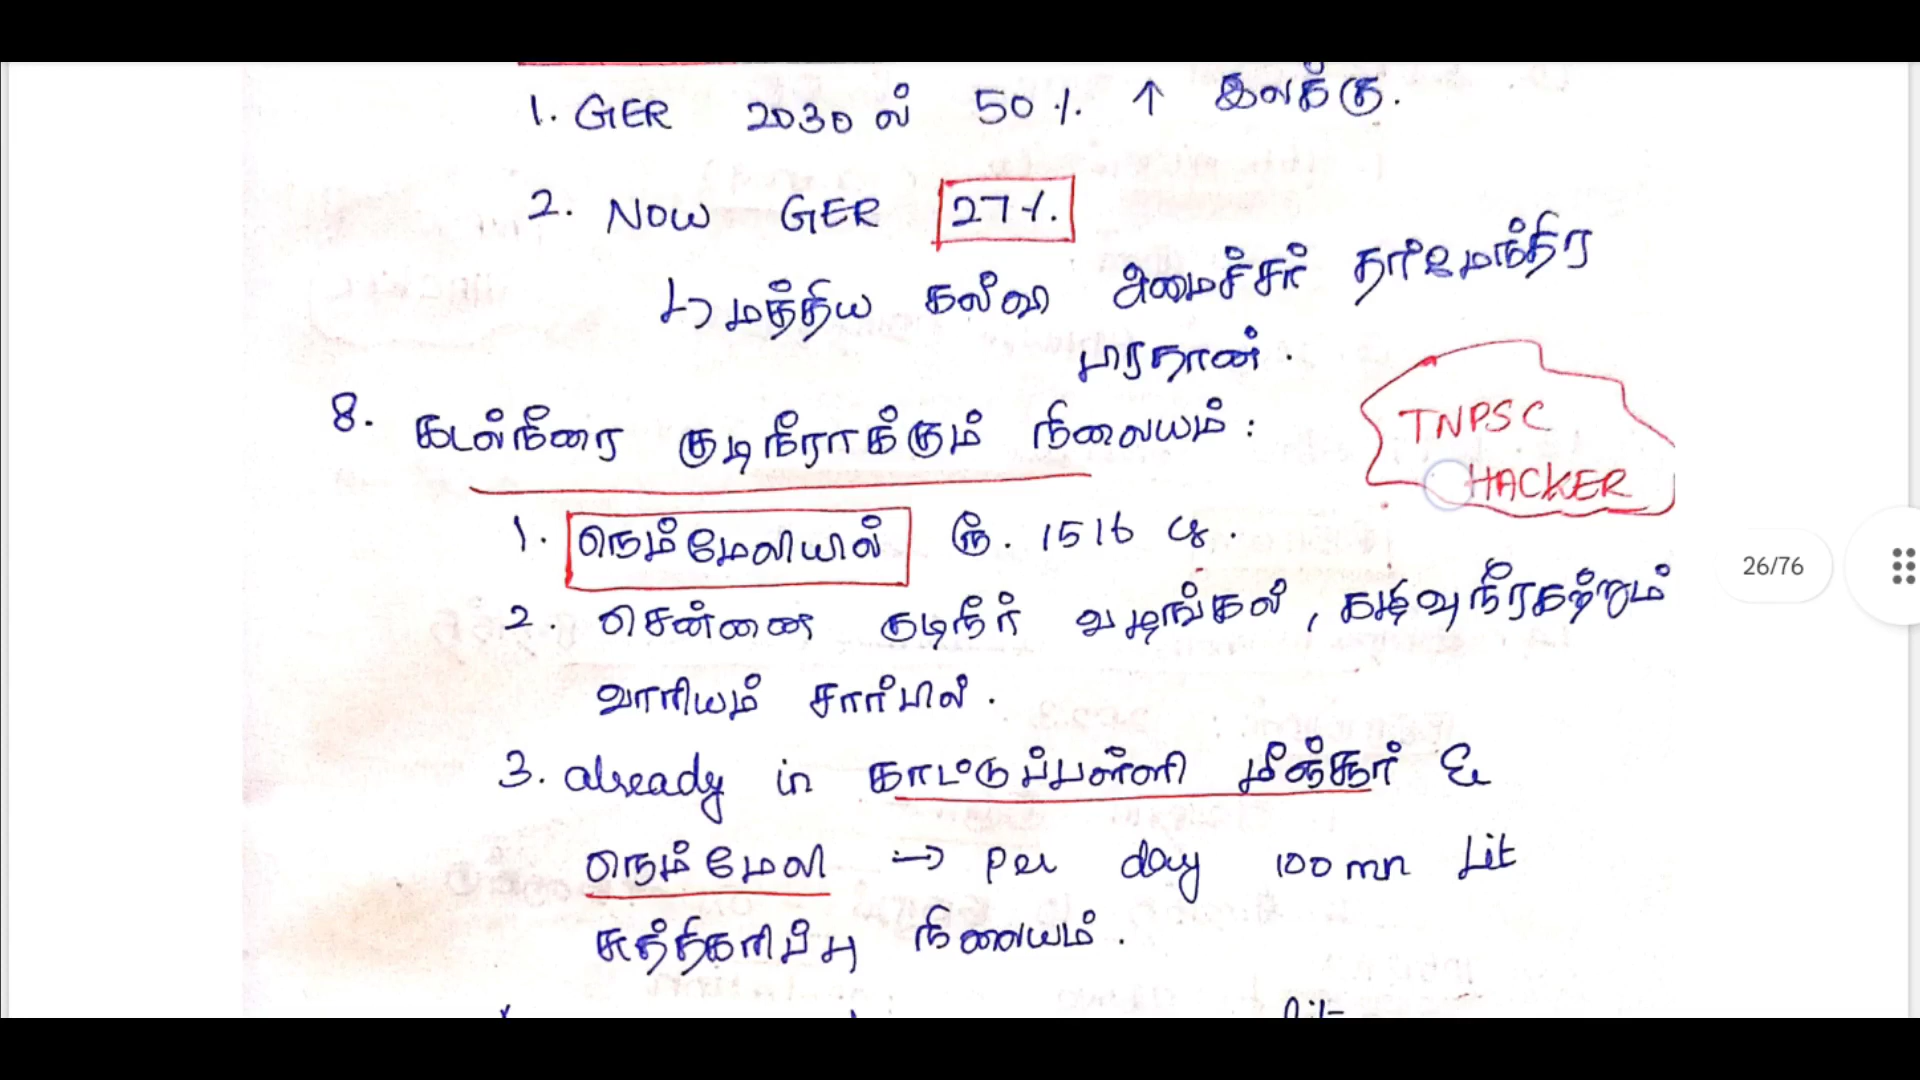 1. GER 2030 ல் 50%. ↑ இலக்கு.
2. NOW GER 27%.
↳ மத்திய கல்வி அமைச்சர் தர்மேந்திர
பிரதான்.
TNPSC
HACKER
8. கடல்நீரை குடிநீராக்கும் நிலையம் :
1. நெம்மேலியில் ரூ. 1516 கோ.
26/76
2. சென்னை குடிநீர் வடிங்கல், கழிவுநீரகற்றும்
வாரியம் சார்பில்.
3. already in காட்டுப்பள்ளி மீஞ்சூர் &
நெம்மேலி → Per day 100 mn Lit
சுத்திகரிப்பு நிலையம்.